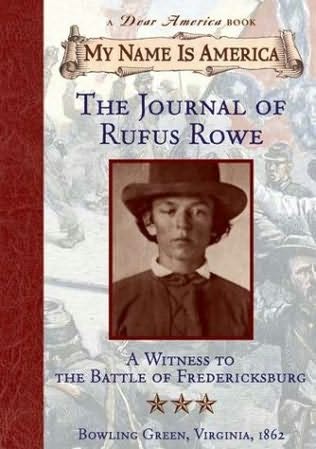 A Dear America BOOK
MY NAME IS AMERICA
THE JOURNAL OF
RUFUS ROWE
A WITNESS TO
THE BATTLE OF FREDERICKSBURG
BOWLING GREEN, VIRGINIA, 1862